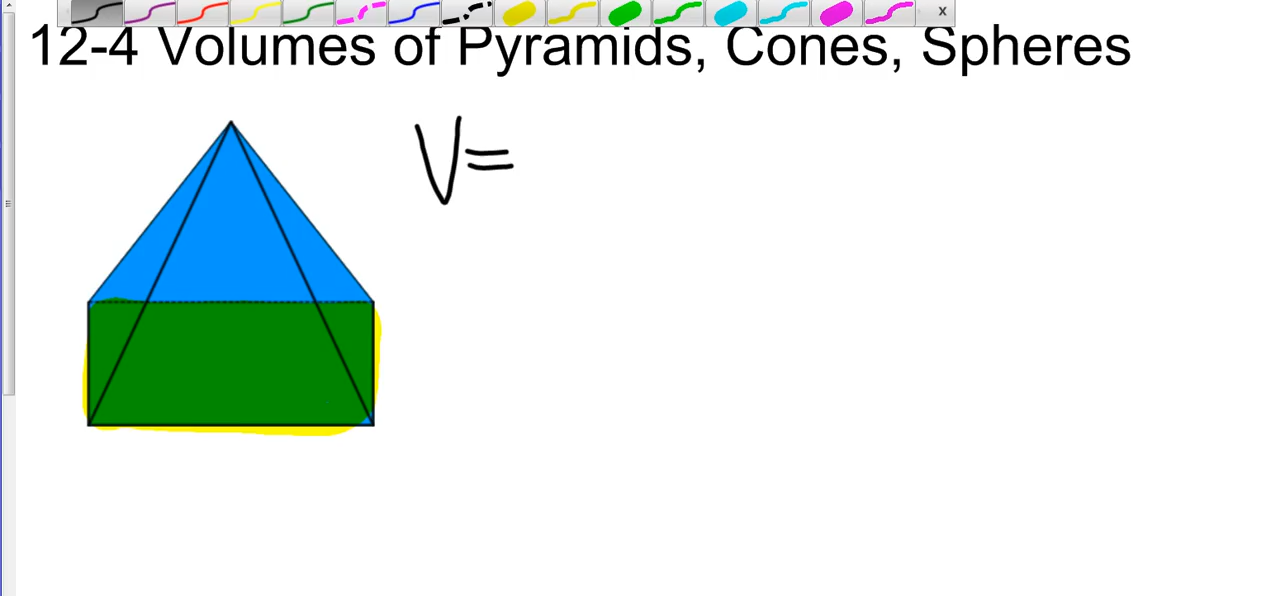 x
12-4 Volumes of Pyramids, Cones, Spheres
V=